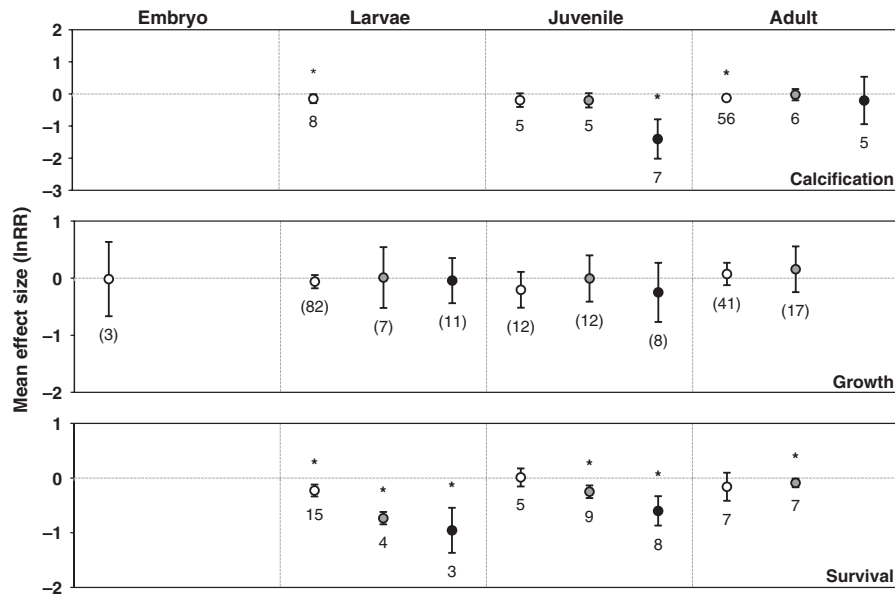 Embryo Larvae Juvenile Adult
Mean effect size (lnRR)
2
1
0
–1
–2
–3
* * *
8 5 5 7 56 6 5
Calcification
1
0
–1
–2
(3) (82) (7) (11) (12) (12) (8) (41) (17)
Growth
1
0
–1
–2
* * * * * *
15 4 3 5 9 8 7 7
Survival